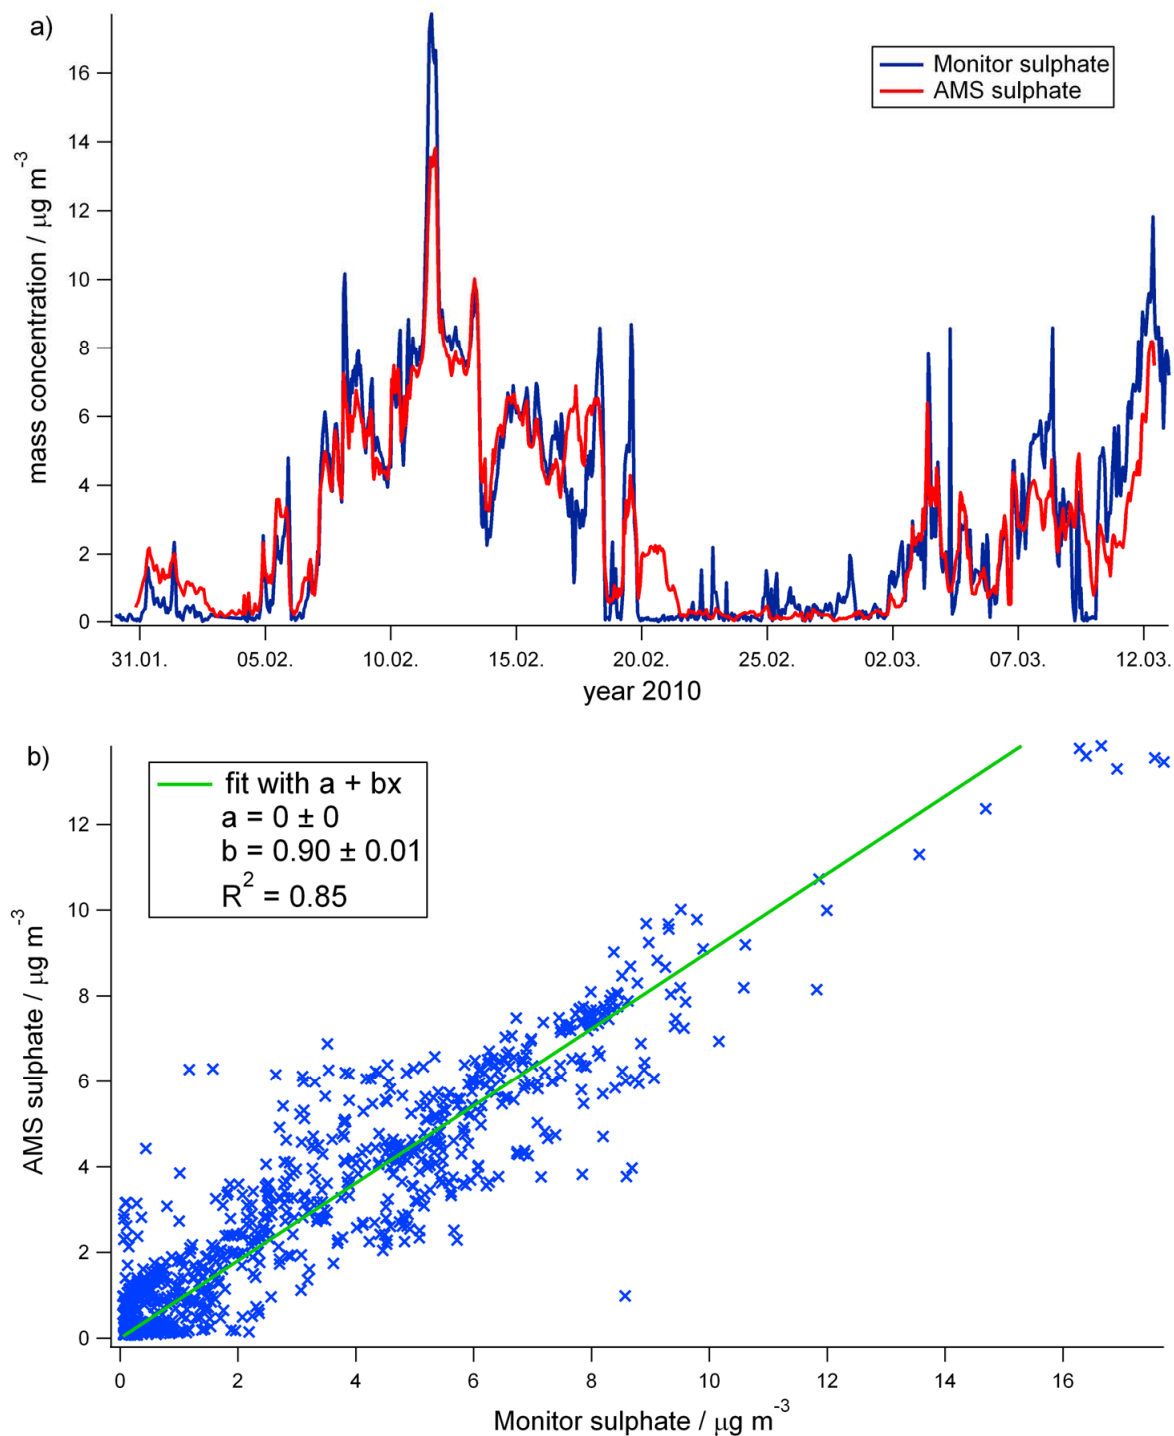 a)
Monitor sulphate
AMS sulphate
mass concentration / µg m⁻³
16
14
12
10
8
6
4
2
0
31.01. 05.02. 10.02. 15.02. 20.02. 25.02. 02.03. 07.03. 12.03.
year 2010
b)
fit with a + bx
a = 0 ± 0
b = 0.90 ± 0.01
R² = 0.85
AMS sulphate / µg m⁻³
12
10
8
6
4
2
0
0 2 4 6 8 10 12 14 16
Monitor sulphate / µg m⁻³